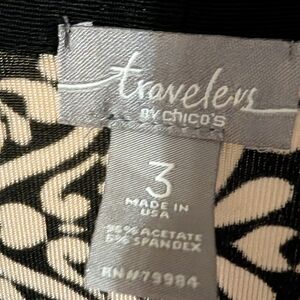 travelers
BY CHICO'S
3
MADE IN
USA
95% ACETATE
5% SPANDEX
RN#79984